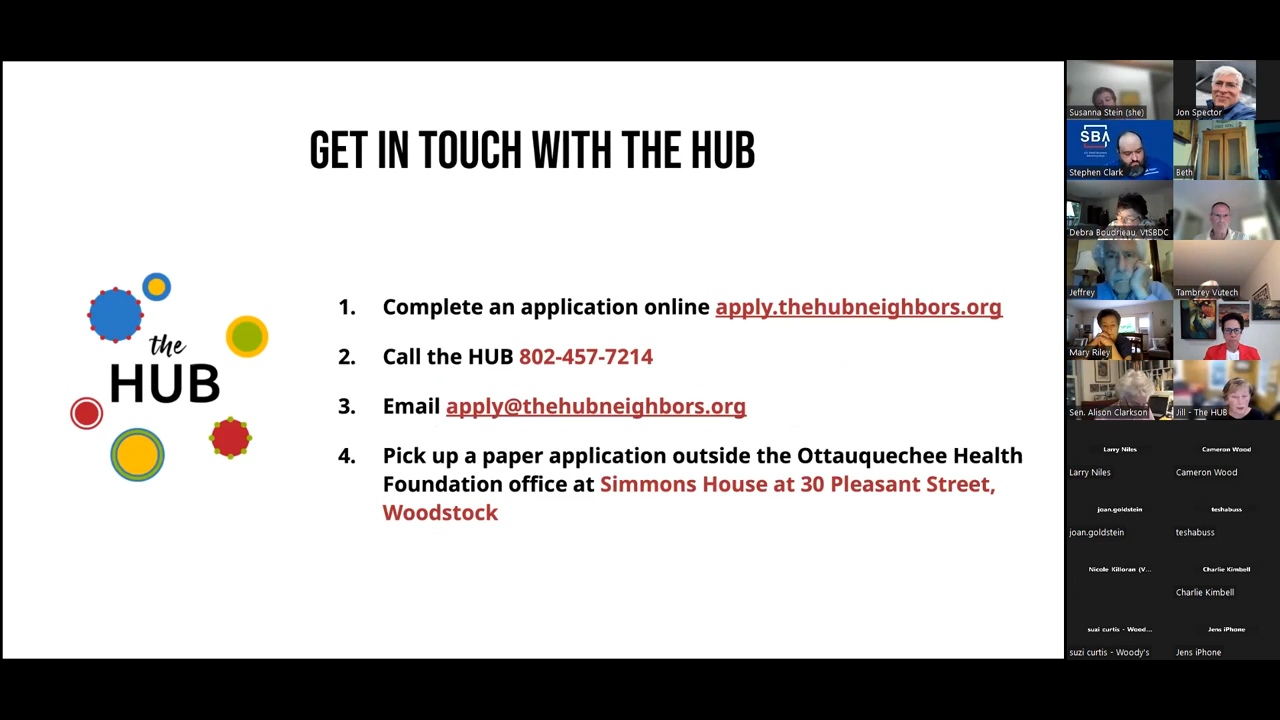 GET IN TOUCH WITH THE HUB
the
HUB
1. Complete an application online apply.thehubneighbors.org
2. Call the HUB 802-457-7214
3. Email apply@thehubneighbors.org
4. Pick up a paper application outside the Ottauquechee Health
Foundation office at Simmons House at 30 Pleasant Street,
Woodstock
Susanna Stein (she)
Jon Spector
SBA
Stephen Clark
Beth
Debra Boudrieau, VtSBDC
Jeffrey
Tambrey Vutech
Mary Riley
Sen. Alison Clarkson
Jill - The HUB
Larry Niles
Cameron Wood
Larry Niles
Cameron Wood
joan.goldstein
teshabuss
joan.goldstein
teshabuss
Nicole Killoran (V...
Charlie Kimbell
Charlie Kimbell
suzi curtis - Wood...
Jens iPhone
suzi curtis - Woody's
Jens iPhone